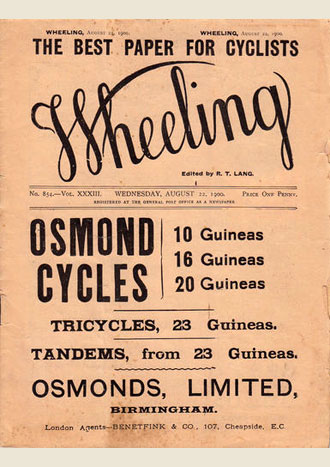 WHEELING, AUGUST 22, 1900. WHEELING, AUGUST 22, 1900.
THE BEST PAPER FOR CYCLISTS
Wheeling
Edited by R. T. LANG.
No. 854.—VOL. XXXIII. WEDNESDAY, AUGUST 22, 1900. PRICE ONE PENNY.
REGISTERED AT THE GENERAL POST OFFICE AS A NEWSPAPER
OSMOND
CYCLES
10 Guineas
16 Guineas
20 Guineas
TRICYCLES, 23 Guineas.
TANDEMS, from 23 Guineas.
OSMONDS, LIMITED,
BIRMINGHAM.
London Agents—BENETFINK & CO., 107, Cheapside, E.C.